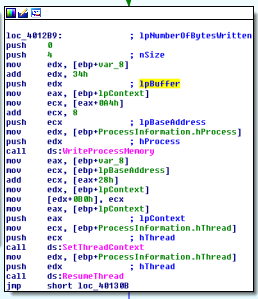 loc_4012B9:             ; lpNumberOfBytesWritten
push    0
push    4               ; nSize
mov     edx, [ebp+var_8]
add     edx, 34h
push    edx             ; lpBuffer
mov     eax, [ebp+lpContext]
mov     ecx, [eax+0A4h]
add     ecx, 8
push    ecx             ; lpBaseAddress
mov     edx, [ebp+ProcessInformation.hProcess]
push    edx             ; hProcess
call    ds:WriteProcessMemory
mov     eax, [ebp+var_8]
mov     ecx, [ebp+lpBaseAddress]
add     ecx, [eax+28h]
mov     edx, [ebp+lpContext]
mov     [edx+0B0h], ecx
mov     eax, [ebp+lpContext]
push    eax             ; lpContext
mov     ecx, [ebp+ProcessInformation.hThread]
push    ecx             ; hThread
call    ds:SetThreadContext
mov     edx, [ebp+ProcessInformation.hThread]
push    edx             ; hThread
call    ds:ResumeThread
jmp     short loc_40130B